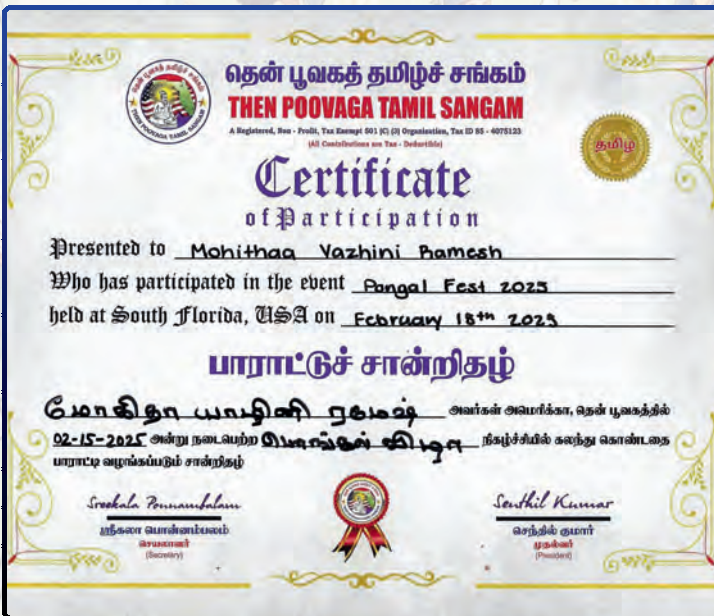 தென் பூவகத் தமிழ்ச் சங்கம்
THEN POOVAGA TAMIL SANGAM
A Registered, Non - Profit, Tax Exempt 501 (C) (3) Organization, Tax ID 85 - 4075123
(All Contributions are Tax - Deductible)
தமிழ்
Certificate
of Participation
Presented to Mohithaa Yazhini Ramesh
Who has participated in the event Pongal Fest 2025
held at South Florida, USA on February 15th 2025
பாராட்டுச் சான்றிதழ்
மோகிதா யாழினி ரமேஷ் அவர்கள் அமெரிக்கா, தென் பூவகத்தில்
02-15-2025 அன்று நடைபெற்ற பொங்கல் விழா நிகழ்ச்சியில் கலந்து கொண்டதை
பாராட்டி வழங்கப்படும் சான்றிதழ்
Sreekala Ponnambalam
ஸ்ரீகலா பொன்னம்பலம்
செயலாளர்
(Secretary)
Senthil Kumar
செந்தில் குமார்
முதல்வர்
(President)